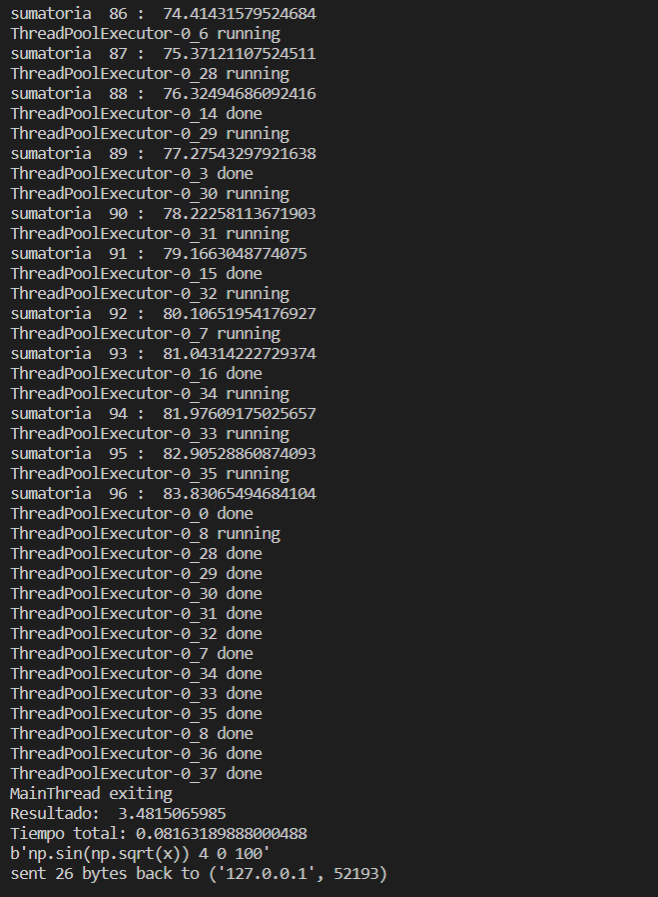 sumatoria  86 :  74.41431579524684
ThreadPoolExecutor-0_6 running
sumatoria  87 :  75.37121107524511
ThreadPoolExecutor-0_28 running
sumatoria  88 :  76.32494686092416
ThreadPoolExecutor-0_14 done
ThreadPoolExecutor-0_29 running
sumatoria  89 :  77.27543297921638
ThreadPoolExecutor-0_3 done
ThreadPoolExecutor-0_30 running
sumatoria  90 :  78.22258113671903
ThreadPoolExecutor-0_31 running
sumatoria  91 :  79.1663048774075
ThreadPoolExecutor-0_15 done
ThreadPoolExecutor-0_32 running
sumatoria  92 :  80.10651954176927
ThreadPoolExecutor-0_7 running
sumatoria  93 :  81.04314222729374
ThreadPoolExecutor-0_16 done
ThreadPoolExecutor-0_34 running
sumatoria  94 :  81.97609175025657
ThreadPoolExecutor-0_33 running
sumatoria  95 :  82.90528860874093
ThreadPoolExecutor-0_35 running
sumatoria  96 :  83.83065494684104
ThreadPoolExecutor-0_0 done
ThreadPoolExecutor-0_8 running
ThreadPoolExecutor-0_28 done
ThreadPoolExecutor-0_29 done
ThreadPoolExecutor-0_30 done
ThreadPoolExecutor-0_31 done
ThreadPoolExecutor-0_32 done
ThreadPoolExecutor-0_7 done
ThreadPoolExecutor-0_34 done
ThreadPoolExecutor-0_33 done
ThreadPoolExecutor-0_35 done
ThreadPoolExecutor-0_8 done
ThreadPoolExecutor-0_36 done
ThreadPoolExecutor-0_37 done
MainThread exiting
Resultado:  3.4815065985
Tiempo total: 0.08163189888000488
b'np.sin(np.sqrt(x)) 4 0 100'
sent 26 bytes back to ('127.0.0.1', 52193)